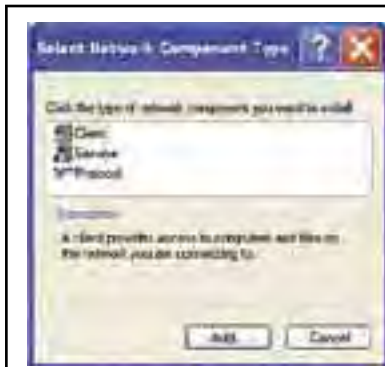 Select Network Component Type
Click the type of network component you want to install:
Client
Service
Protocol
Description
A client provides access to computers and files on
the network you are connecting to.
Add...
Cancel